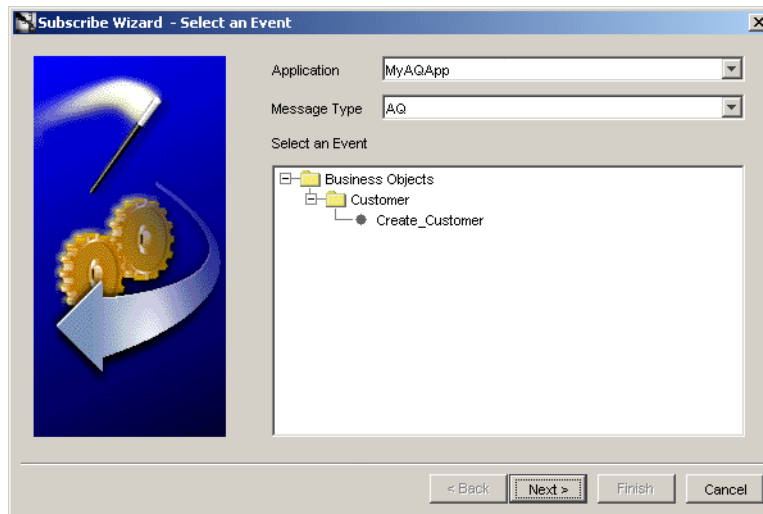 Subscribe Wizard - Select an Event
Application MyAQApp
Message Type AQ
Select an Event
Business Objects
Customer
Create_Customer
< Back Next > Finish Cancel